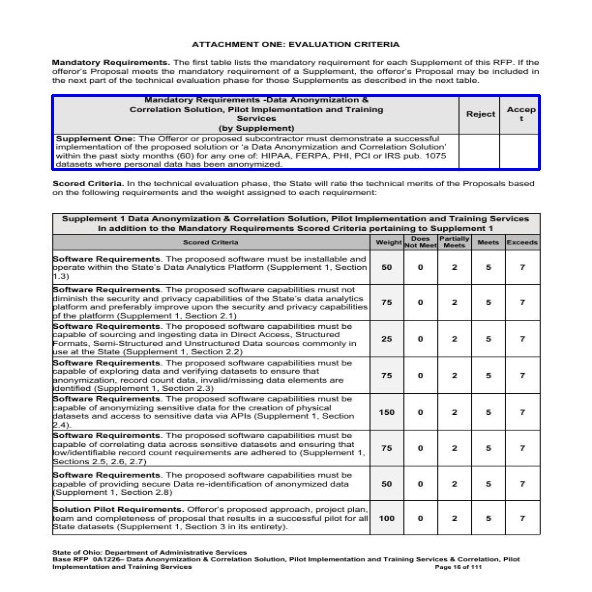 ATTACHMENT ONE: EVALUATION CRITERIA
Mandatory Requirements. The first table lists the mandatory requirement for each Supplement of this RFP. If the
offeror's Proposal meets the mandatory requirement of a Supplement, the offeror's Proposal may be included in
the next part of the technical evaluation phase for those Supplements as described in the next table.
Mandatory Requirements -Data Anonymization &
Correlation Solution, Pilot Implementation and Training
Services
(by Supplement)
Reject
Accep
t
Supplement One: The Offeror or proposed subcontractor must demonstrate a successful
implementation of the proposed solution or 'a Data Anonymization and Correlation Solution'
within the past sixty months (60) for any one of: HIPAA, FERPA, PHI, PCI or IRS pub. 1075
datasets where personal data has been anonymized.
Scored Criteria. In the technical evaluation phase, the State will rate the technical merits of the Proposals based
on the following requirements and the weight assigned to each requirement:
Supplement 1 Data Anonymization & Correlation Solution, Pilot Implementation and Training Services
In addition to the Mandatory Requirements Scored Criteria pertaining to Supplement 1
Scored Criteria Weight Does Not Meet Partially Meets Meets Exceeds
Software Requirements. The proposed software must be installable and
operate within the State's Data Analytics Platform (Supplement 1, Section
1.3)
50 0 2 5 7
Software Requirements. The proposed software capabilities must not
diminish the security and privacy capabilities of the State's data analytics
platform and preferably improve upon the security and privacy capabilities
of the platform (Supplement 1, Section 2.1)
75 0 2 5 7
Software Requirements. The proposed software capabilities must be
capable of sourcing and ingesting data in Direct Access, Structured
Formats, Semi-Structured and Unstructured Data sources commonly in
use at the State (Supplement 1, Section 2.2)
25 0 2 5 7
Software Requirements. The proposed software capabilities must be
capable of exploring data and verifying datasets to ensure that
anonymization, record count data, invalid/missing data elements are
identified (Supplement 1, Section 2.3)
75 0 2 5 7
Software Requirements. The proposed software capabilities must be
capable of anonymizing sensitive data for the creation of physical
datasets and access to sensitive data via APIs (Supplement 1, Section
2.4).
150 0 2 5 7
Software Requirements. The proposed software capabilities must be
capable of correlating data across sensitive datasets and ensuring that
low/identifiable record count requirements are adhered to (Supplement 1,
Sections 2.5, 2.6, 2.7)
75 0 2 5 7
Software Requirements. The proposed software capabilities must be
capable of providing secure Data re-identification of anonymized data
(Supplement 1, Section 2.8)
50 0 2 5 7
Solution Pilot Requirements. Offeror's proposed approach, project plan,
team and completeness of proposal that results in a successful pilot for all
State datasets (Supplement 1, Section 3 in its entirety).
100 0 2 5 7
State of Ohio: Department of Administrative Services
Base RFP 0A1226– Data Anonymization & Correlation Solution, Pilot Implementation and Training Services & Correlation, Pilot
Implementation and Training Services Page 16 of 111